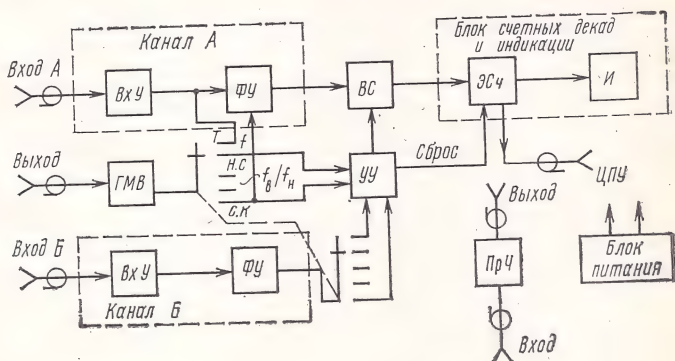 Канал А
Блок счетных декад
и индикации
Вход А
ВхУ
ФУ
ВС
ЭСч
И
Т
f
Выход
ГМВ
н.с
fв/fн
с.к
УУ
Сброс
ЦПУ
Выход
Вход Б
ВхУ
ФУ
ПрЧ
Блок
питания
Канал Б
Вход